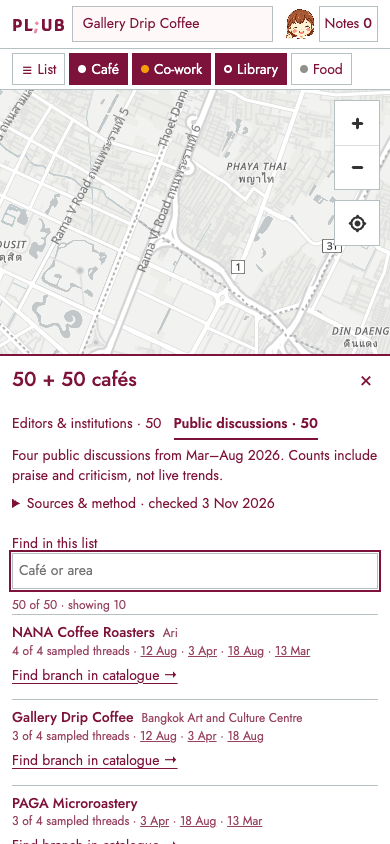 PL;UB
Gallery Drip Coffee
Notes 0
≡ List
Café
Co-work
Library
Food
Rama V Road ถนนพระรามที่ 5
Rama VI Road ถนนพระรามที่ 6
PHAYA THAI
พญาไท
DUSIT
ดุสิต
+
−
1
31
DIN DAENG
ดินแดง
50 + 50 cafés
×
Editors & institutions · 50
Public discussions · 50
Four public discussions from Mar–Aug 2026. Counts include
praise and criticism, not live trends.
▶ Sources & method · checked 3 Nov 2026
Find in this list
Café or area
50 of 50 · showing 10
NANA Coffee Roasters Ari
4 of 4 sampled threads · 12 Aug · 3 Apr · 18 Aug · 13 Mar
Find branch in catalogue →
Gallery Drip Coffee Bangkok Art and Culture Centre
3 of 4 sampled threads · 12 Aug · 3 Apr · 18 Aug
Find branch in catalogue →
PAGA Microroastery
3 of 4 sampled threads · 3 Apr · 18 Aug · 13 Mar
Find branch in catalogue →